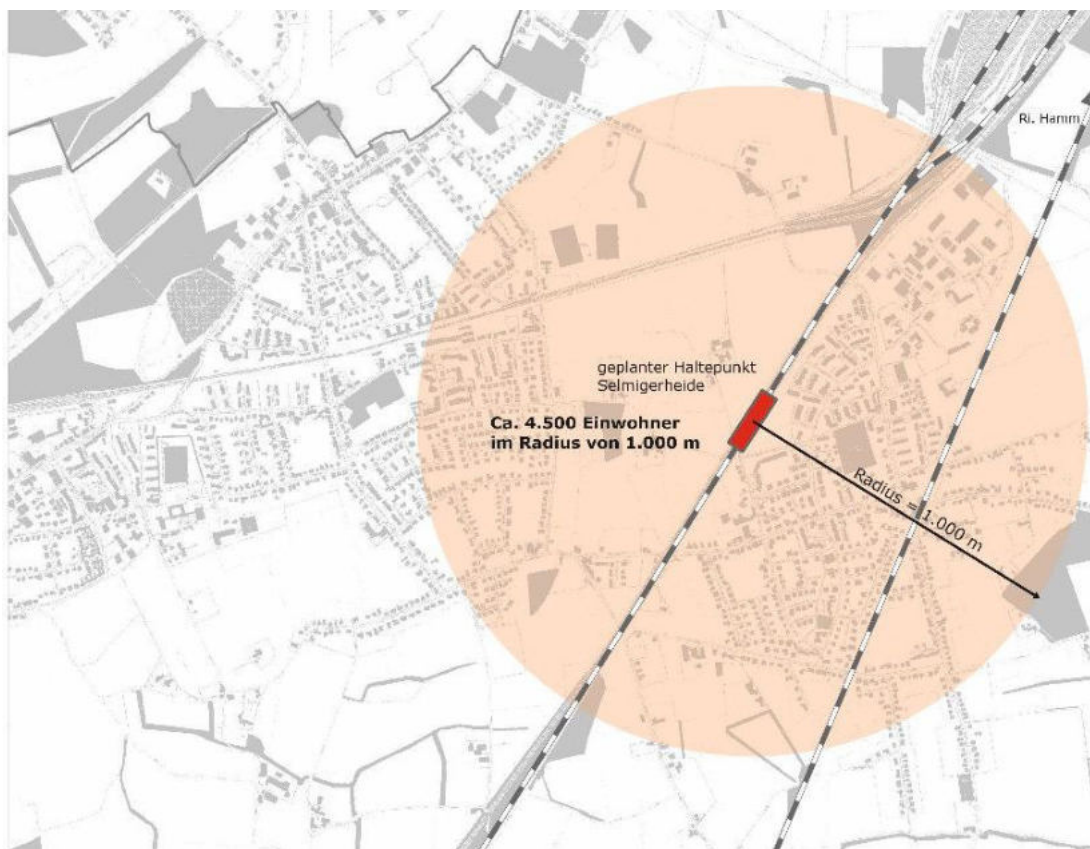 Ri. Hamm
geplanter Haltepunkt
Selmigerheide
Ca. 4.500 Einwohner
im Radius von 1.000 m
Radius = 1.000 m